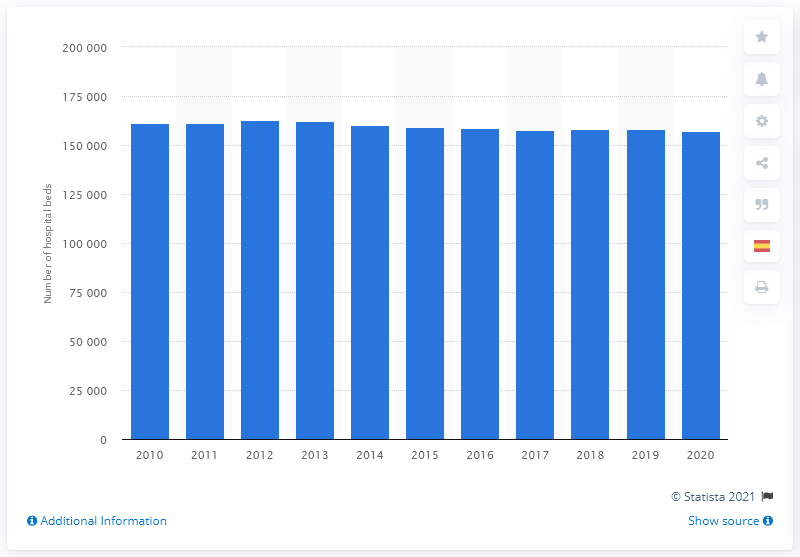 200 000
175 000
150 000
125 000
100 000
75 000
50 000
25 000
0
Number of hospital beds
2010 2011 2012 2013 2014 2015 2016 2017 2018 2019 2020
© Statista 2021
Additional Information
Show source